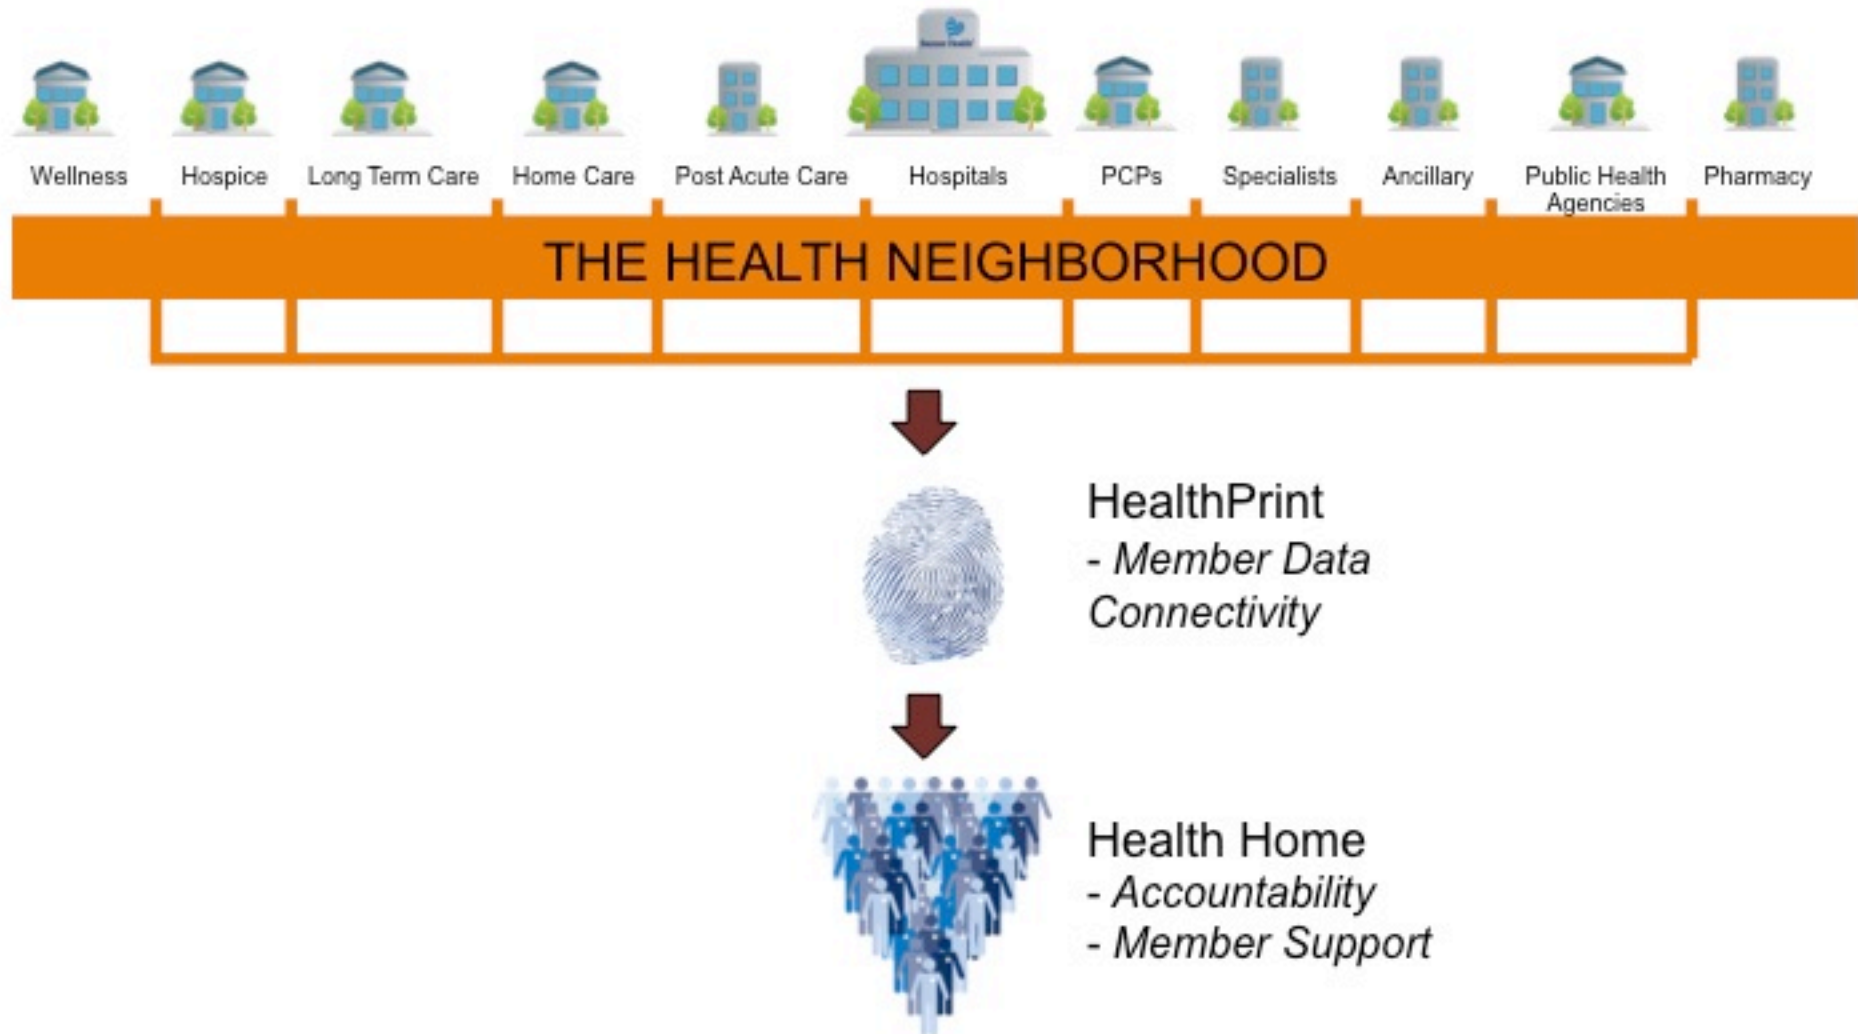 Wellness
Hospice
Long Term Care
Home Care
Post Acute Care
Hospitals
PCPs
Specialists
Ancillary
Public Health
Agencies
Pharmacy
THE HEALTH NEIGHBORHOOD
HealthPrint
- Member Data
Connectivity
Health Home
- Accountability
- Member Support